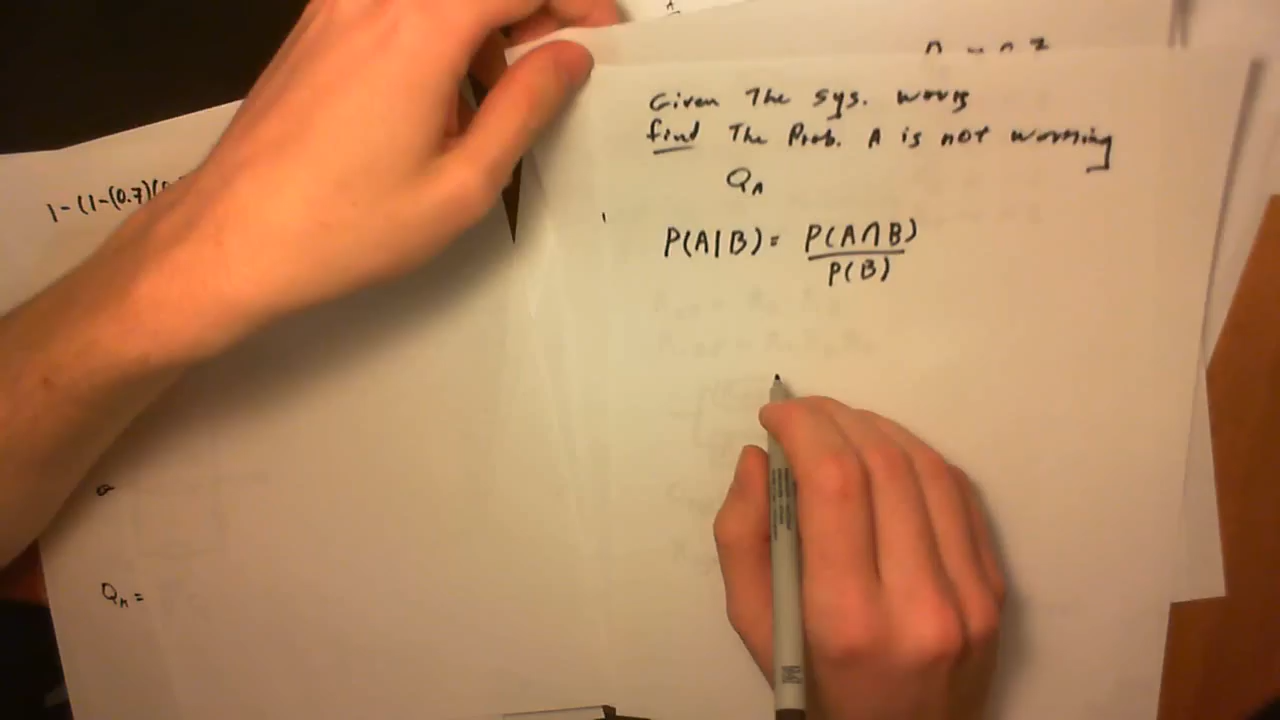 Given The sys. works
find The Prob. A is not working
QA
P(A|B) = P(A∩B)
P(B)
1-(1-(0.7)(
QA =